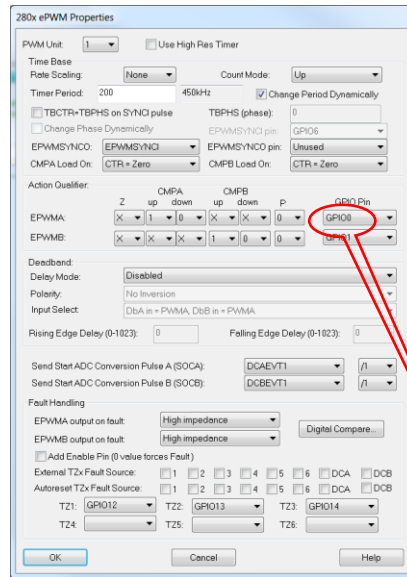 280x ePWM Properties
PWM Unit: 1 Use High Res Timer
Time Base
Rate Scaling: None Count Mode: Up
Timer Period: 200 450kHz Change Period Dynamically
TBCTR=TBPHS on SYNCI pulse TBPHS (phase): 0
Change Phase Dynamically EPWMSYNCI pin: GPIO6
EPWMSYNCO: EPWMSYNCI EPWMSYNCO pin: Unused
CMPA Load On: CTR = Zero CMPB Load On: CTR = Zero
Action Qualifier:
CMPA CMPB
Z up down up down P GPIO Pin
EPWMA: X 1 0 X X 0 GPIO0
EPWMB: X X X 1 0 0 GPIO1
Deadband:
Delay Mode: Disabled
Polarity: No Inversion
Input Select: DbA in = PWMA, DbB in = PWMA
Rising Edge Delay (0-1023): 0 Falling Edge Delay (0-1023): 0
Send Start ADC Conversion Pulse A (SOCA): DCAEVT1 /1
Send Start ADC Conversion Pulse B (SOCB): DCBEVT1 /1
Fault Handling
EPWMA output on fault: High impedance
Digital Compare...
EPWMB output on fault: High impedance
Add Enable Pin (0 value forces Fault)
External TZx Fault Source: 1 2 3 4 5 6 DCA DCB
Autoreset TZx Fault Source: 1 2 3 4 5 6 DCA DCB
TZ1: GPIO12 TZ2: GPIO13 TZ3: GPIO14
TZ4: TZ5: TZ6:
OK Cancel Help